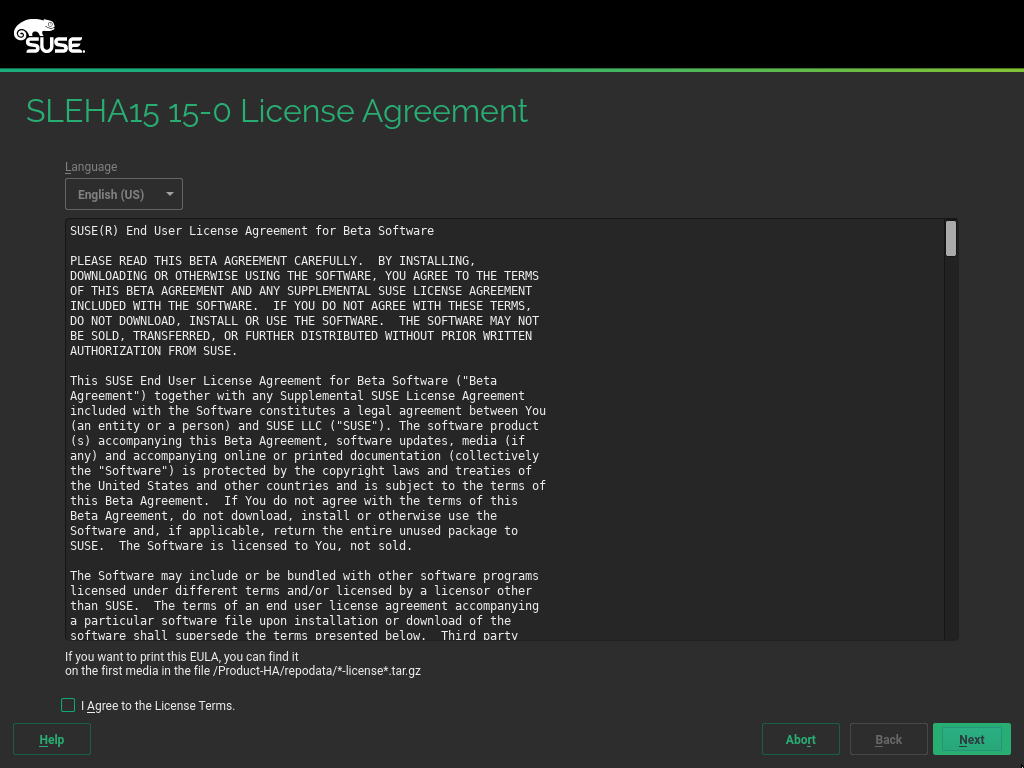 SUSE.
SLEHA15 15-0 License Agreement
Language
English (US)
SUSE(R) End User License Agreement for Beta Software
PLEASE READ THIS BETA AGREEMENT CAREFULLY.  BY INSTALLING,
DOWNLOADING OR OTHERWISE USING THE SOFTWARE, YOU AGREE TO THE TERMS
OF THIS BETA AGREEMENT AND ANY SUPPLEMENTAL SUSE LICENSE AGREEMENT
INCLUDED WITH THE SOFTWARE.  IF YOU DO NOT AGREE WITH THESE TERMS,
DO NOT DOWNLOAD, INSTALL OR USE THE SOFTWARE.  THE SOFTWARE MAY NOT
BE SOLD, TRANSFERRED, OR FURTHER DISTRIBUTED WITHOUT PRIOR WRITTEN
AUTHORIZATION FROM SUSE.
This SUSE End User License Agreement for Beta Software ("Beta
Agreement") together with any Supplemental SUSE License Agreement
included with the Software constitutes a legal agreement between You
(an entity or a person) and SUSE LLC ("SUSE"). The software product
(s) accompanying this Beta Agreement, software updates, media (if
any) and accompanying online or printed documentation (collectively
the "Software") is protected by the copyright laws and treaties of
the United States and other countries and is subject to the terms of
this Beta Agreement.  If You do not agree with the terms of this
Beta Agreement, do not download, install or otherwise use the
Software and, if applicable, return the entire unused package to
SUSE.  The Software is licensed to You, not sold.
The Software may include or be bundled with other software programs
licensed under different terms and/or licensed by a licensor other
than SUSE.  The terms of an end user license agreement accompanying
a particular software file upon installation or download of the
software shall supersede the terms presented below.  Third party
If you want to print this EULA, you can find it
on the first media in the file /Product-HA/repodata/*-license*.tar.gz
I Agree to the License Terms.
Help
Abort
Back
Next